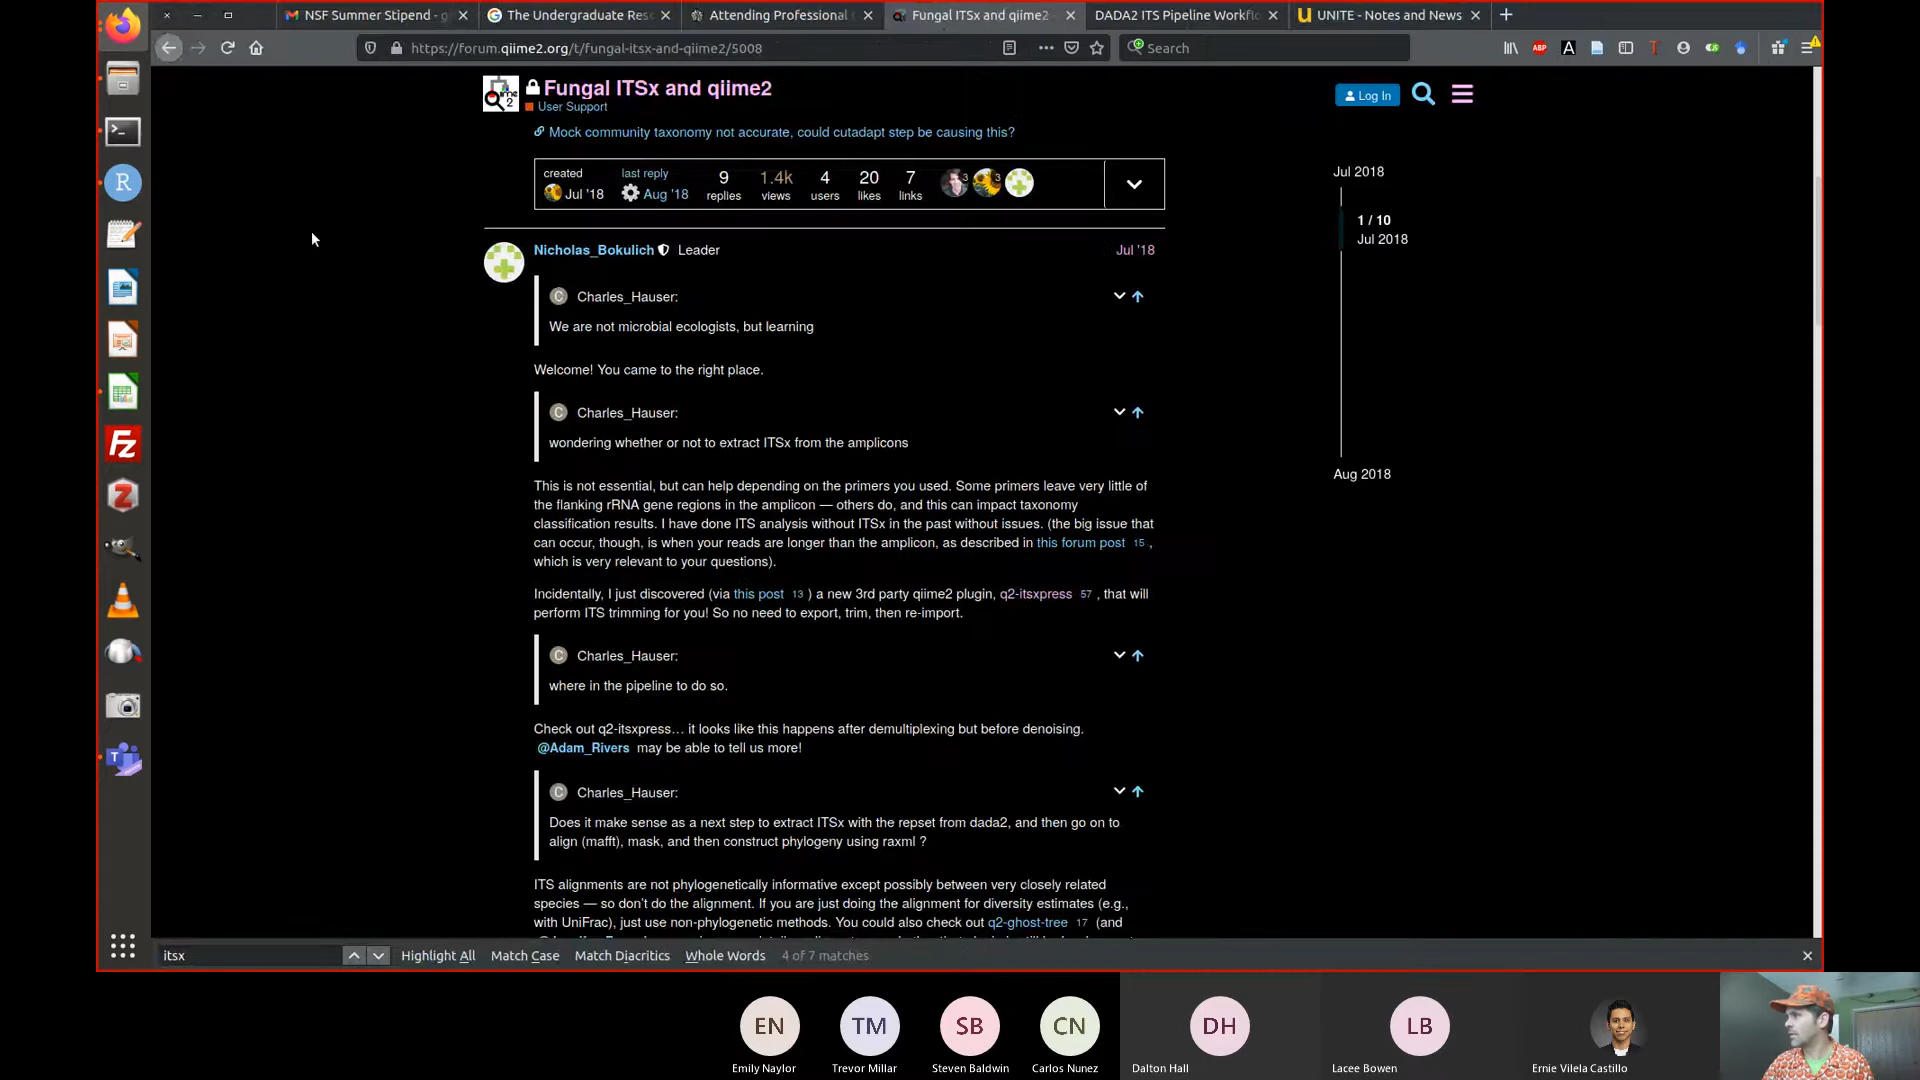 NSF Summer Stipend - g
The Undergraduate Res
Attending Professional
Fungal ITSx and qiime2
DADA2 ITS Pipeline Workfl
UNITE - Notes and News
https://forum.qiime2.org/t/fungal-itsx-and-qiime2/5008
Search
ABP
A
T
Fungal ITSx and qiime2
User Support
Log In
Mock community taxonomy not accurate, could cutadapt step be causing this?
created
Jul '18
last reply
Aug '18
9
replies
1.4k
views
4
users
20
likes
7
links
3
3
Jul 2018
1 / 10
Jul 2018
Aug 2018
Nicholas_Bokulich Leader Jul '18
C Charles_Hauser:
We are not microbial ecologists, but learning
Welcome! You came to the right place.
C Charles_Hauser:
wondering whether or not to extract ITSx from the amplicons
This is not essential, but can help depending on the primers you used. Some primers leave very little of
the flanking rRNA gene regions in the amplicon — others do, and this can impact taxonomy
classification results. I have done ITS analysis without ITSx in the past without issues. (the big issue that
can occur, though, is when your reads are longer than the amplicon, as described in this forum post 15 ,
which is very relevant to your questions).
Incidentally, I just discovered (via this post 13 ) a new 3rd party qiime2 plugin, q2-itsxpress 57 , that will
perform ITS trimming for you! So no need to export, trim, then re-import.
C Charles_Hauser:
where in the pipeline to do so.
Check out q2-itsxpress… it looks like this happens after demultiplexing but before denoising.
@Adam_Rivers may be able to tell us more!
C Charles_Hauser:
Does it make sense as a next step to extract ITSx with the repset from dada2, and then go on to
align (mafft), mask, and then construct phylogeny using raxml ?
ITS alignments are not phylogenetically informative except possibly between very closely related
species — so don't do the alignment. If you are just doing the alignment for diversity estimates (e.g.,
with UniFrac), just use non-phylogenetic methods. You could also check out q2-ghost-tree 17 (and
itsx Highlight All Match Case Match Diacritics Whole Words 4 of 7 matches
EN
TM
SB
CN
DH
LB
Emily Naylor
Trevor Millar
Steven Baldwin
Carlos Nunez
Dalton Hall
Lacee Bowen
Ernie Vilela Castillo